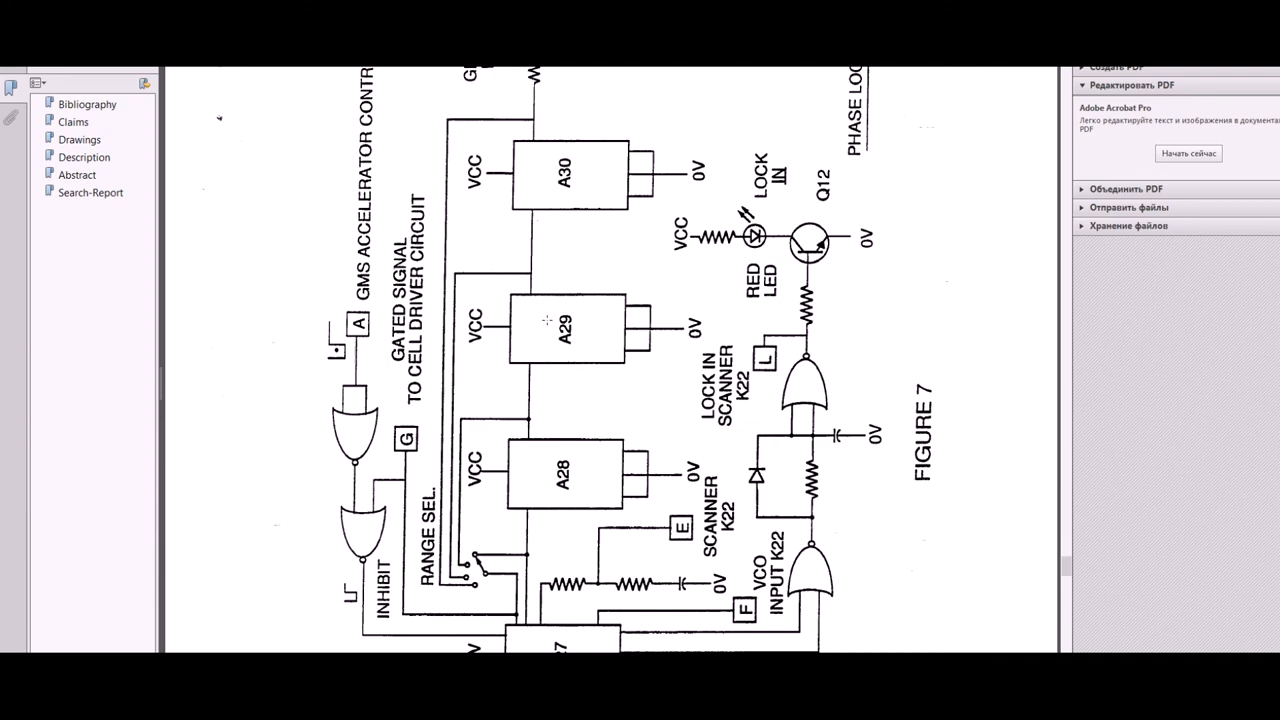 Bibliography
Claims
Drawings
Description
Abstract
Search-Report
GMS ACCELERATOR CONTR
A
GATED SIGNAL
TO CELL DRIVER CIRCUIT
G
INHIBIT
RANGE SEL.
VCC
A30
0V
VCC
A29
0V
VCC
A28
0V
E
SCANNER
K22
F
VCO
INPUT K22
LOCK IN
SCANNER
K22
L
0V
VCC
RED
LED
LOCK
IN
Q12
0V
0V
PHASE LOC
FIGURE 7
Создать PDF
Редактировать PDF
Adobe Acrobat Pro
Легко редактируйте текст и изображения в документа
PDF
Начать сейчас
Объединить PDF
Отправить файлы
Хранение файлов